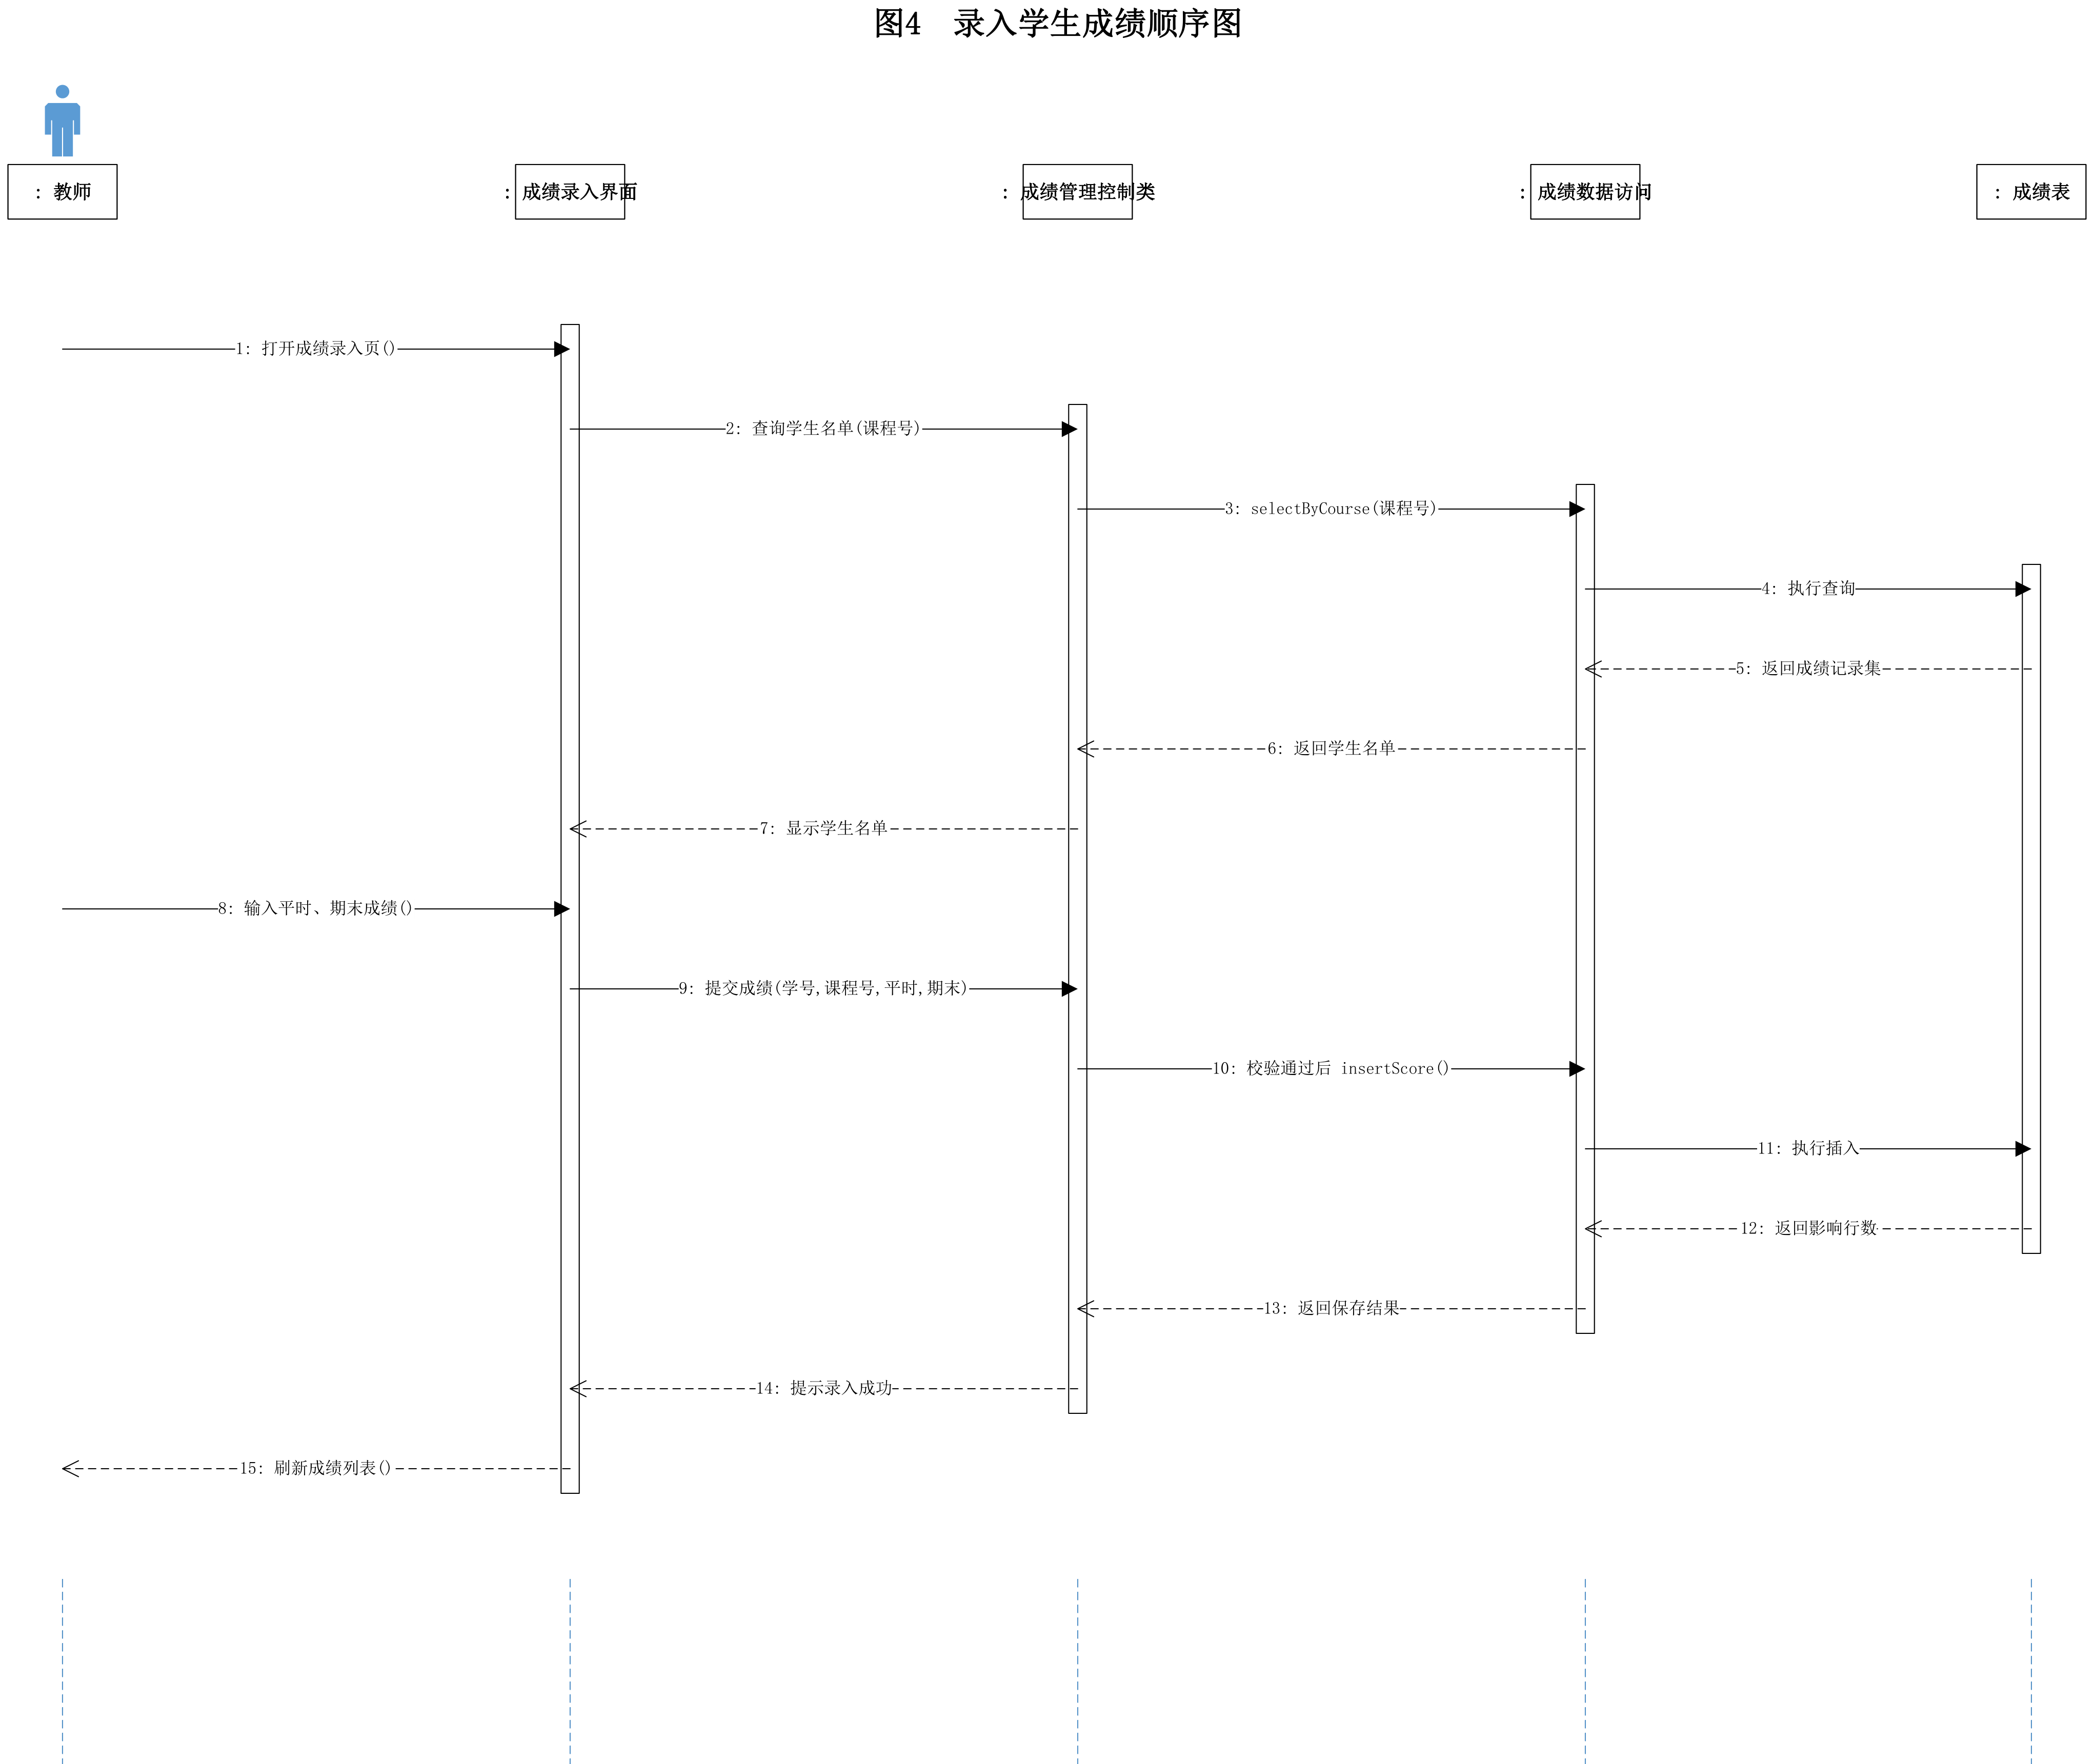 图4  录入学生成绩顺序图
: 教师
: 成绩录入界面
: 成绩管理控制类
: 成绩数据访问
: 成绩表
1: 打开成绩录入页()
2: 查询学生名单(课程号)
3: selectByCourse(课程号)
4: 执行查询
5: 返回成绩记录集
6: 返回学生名单
7: 显示学生名单
8: 输入平时、期末成绩()
9: 提交成绩(学号,课程号,平时,期末)
10: 校验通过后 insertScore()
11: 执行插入
12: 返回影响行数
13: 返回保存结果
14: 提示录入成功
15: 刷新成绩列表()